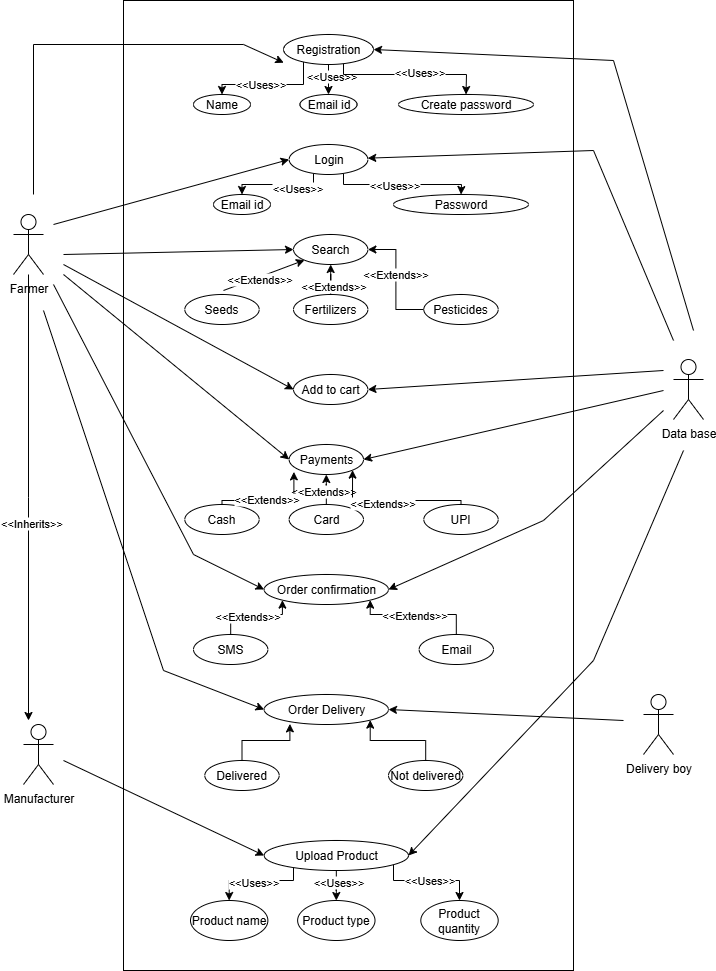 Registration
<<Uses>>
<<Uses>>
<<Uses>>
Name
Email id
Create password
Login
<<Uses>>
<<Uses>>
Email id
Password
Farmer
Search
<<Extends>>
<<Extends>>
<<Extends>>
Seeds
Fertilizers
Pesticides
Add to cart
Data base
Payments
<<Extends>>
<<Extends>>
<<Extends>>
Cash
Card
UPI
<<Inherits>>
Order confirmation
<<Extends>>
<<Extends>>
SMS
Email
Order Delivery
Delivered
Not delivered
Delivery boy
Manufacturer
Upload Product
<<Uses>>
<<Uses>>
<<Uses>>
Product name
Product type
Product
quantity